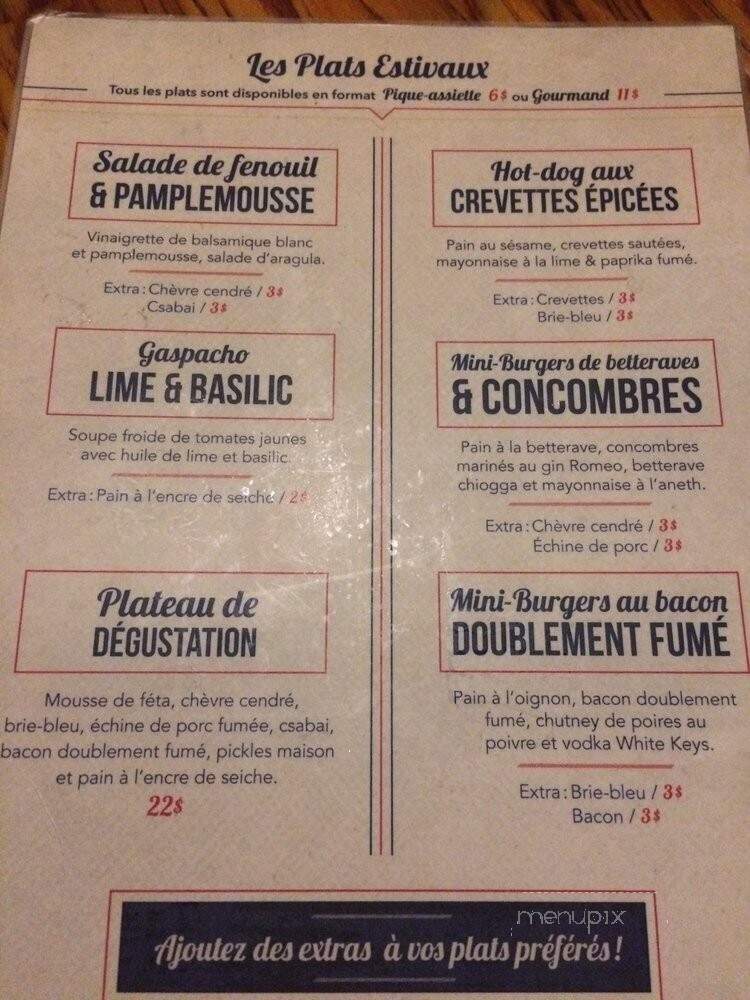 Les Plats Estivaux
Tous les plats sont disponibles en format Pique-assiette 6$ ou Gourmand 11$
Salade de fenouil
& PAMPLEMOUSSE
Vinaigrette de balsamique blanc
et pamplemousse, salade d'aragula.
Extra : Chèvre cendré / 3$
Csabai / 3$
Gaspacho
LIME & BASILIC
Soupe froide de tomates jaunes
avec huile de lime et basilic.
Extra : Pain à l'encre de seiche / 2$
Plateau de
DÉGUSTATION
Mousse de féta, chèvre cendré,
brie-bleu, échine de porc fumée, csabai,
bacon doublement fumé, pickles maison
et pain à l'encre de seiche.
22$
Hot-dog aux
CREVETTES ÉPICÉES
Pain au sésame, crevettes sautées,
mayonnaise à la lime & paprika fumé.
Extra : Crevettes / 3$
Brie-bleu / 3$
Mini-Burgers de betteraves
& CONCOMBRES
Pain à la betterave, concombres
marinés au gin Romeo, betterave
chiogga et mayonnaise à l'aneth.
Extra : Chèvre cendré / 3$
Échine de porc / 3$
Mini-Burgers au bacon
DOUBLEMENT FUMÉ
Pain à l'oignon, bacon doublement
fumé, chutney de poires au
poivre et vodka White Keys.
Extra : Brie-bleu / 3$
Bacon / 3$
menupix
Ajoutez des extras à vos plats préférés !